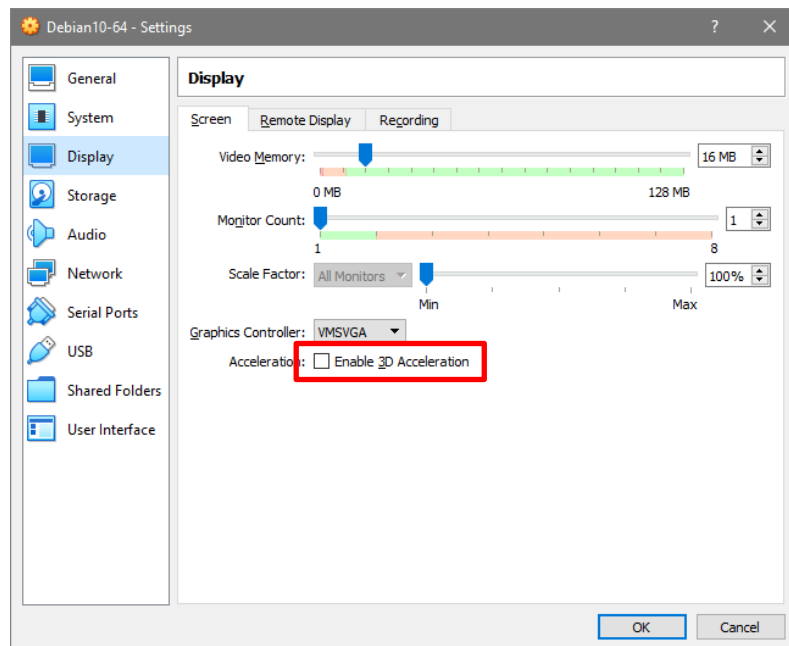 Debian10-64 - Settings
?
General
System
Display
Storage
Audio
Network
Serial Ports
USB
Shared Folders
User Interface
Display
Screen Remote Display Recording
Video Memory: 16 MB
0 MB 128 MB
Monitor Count: 1
1 8
Scale Factor: All Monitors 100%
Min Max
Graphics Controller: VMSVGA
Acceleration: Enable 3D Acceleration
OK Cancel